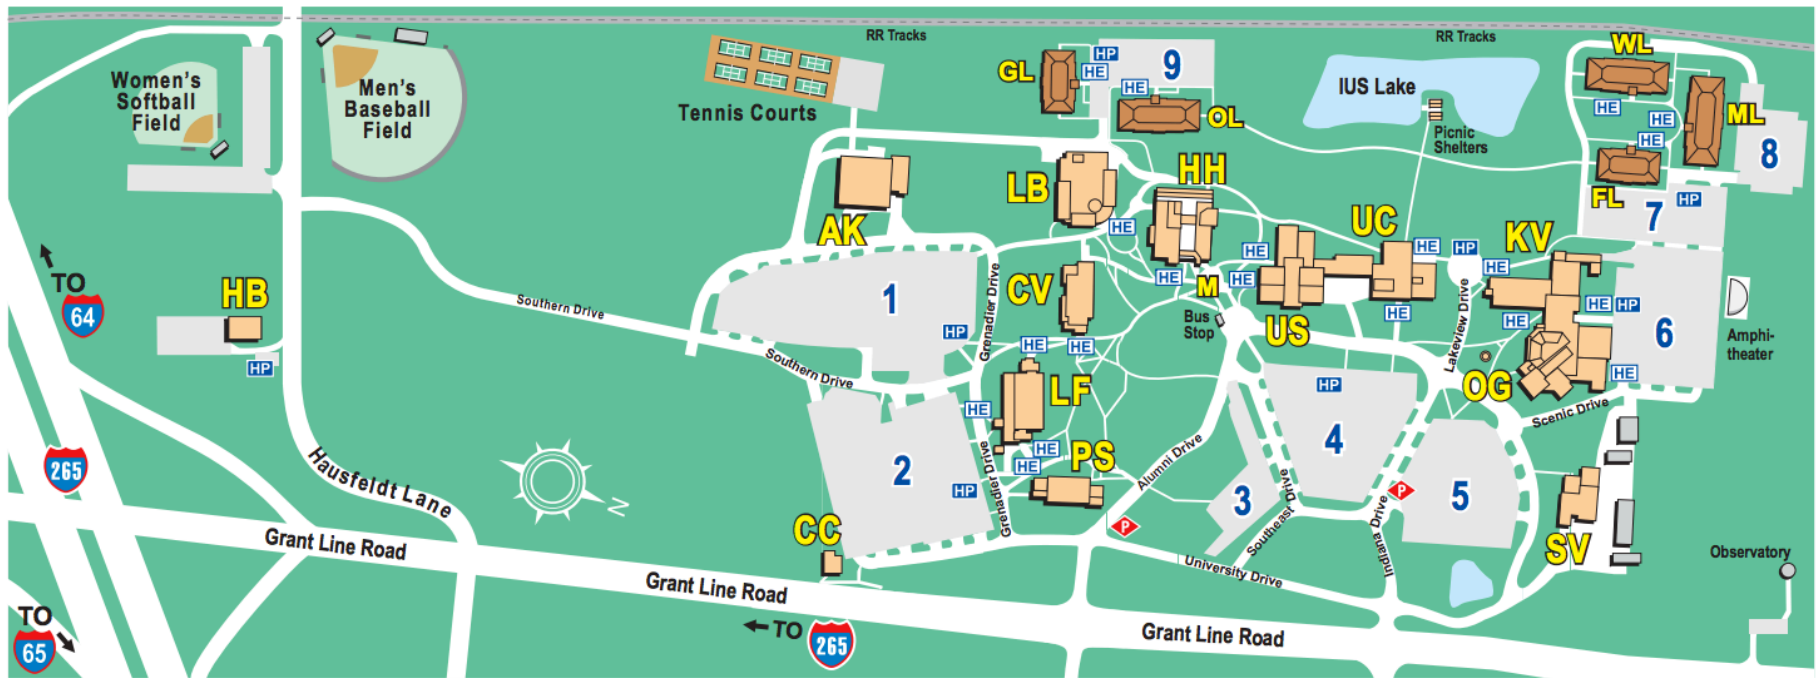 RR Tracks
RR Tracks
Women's
Softball
Field
Men's
Baseball
Field
Tennis Courts
GL
HP
HE
9
HE
OL
IUS Lake
Picnic
Shelters
WL
HE
HE
ML
HE
8
FL
HP
7
AK
LB
HH
HE
UC
KV
HE
HE
HP
HE
HE
HE
M
US
HE
HE
HP
HE
6
Amphi-
theater
TO
64
HB
HP
Southern Drive
1
HP
Grenadier Drive
CV
Bus
Stop
Lakeview Drive
OG
HE
Scenic Drive
Southern Drive
HE
HE
LF
HE
HE
HE
PS
HP
4
265
Hausfeldt Lane
N
2
HP
Grenadier Drive
Alumni Drive
P
3
Southeast Drive
Indiana Drive
P
5
SV
Observatory
CC
University Drive
Grant Line Road
Grant Line Road
Grant Line Road
TO
265
TO
65